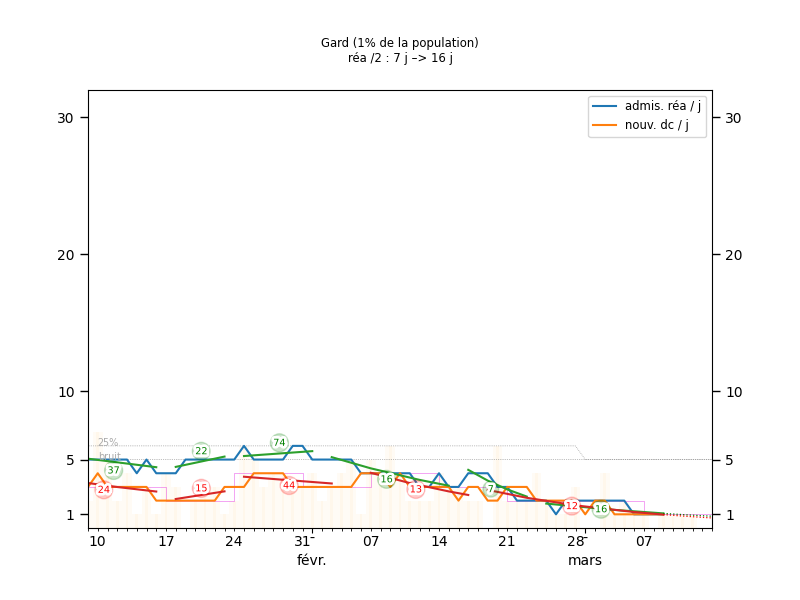 Gard (1% de la population)
réa /2 : 7 j –> 16 j
admis. réa / j
nouv. dc / j
30 30
20 20
10 10
5 5
1 1
25%
bruit
37 24 22 15 74 44 16 13 7 12 16
10 17 24 31 07 14 21 28 07
févr. mars